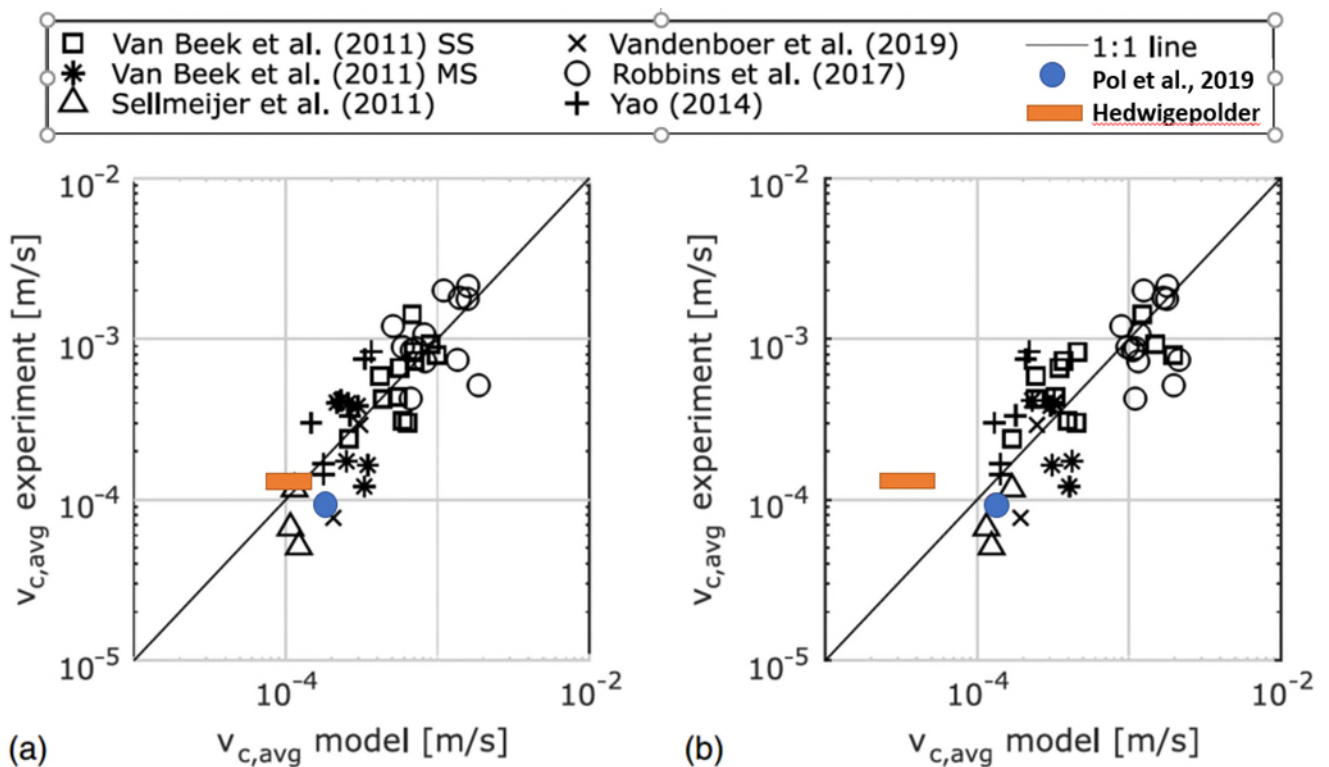 Van Beek et al. (2011) SS
Van Beek et al. (2011) MS
Sellmeijer et al. (2011)
Vandenboer et al. (2019)
Robbins et al. (2017)
Yao (2014)
1:1 line
Pol et al., 2019
Hedwigepolder
10⁻²
10⁻³
10⁻⁴
10⁻⁵
v_c,avg experiment [m/s]
10⁻⁴
10⁻²
(a)
v_c,avg model [m/s]
10⁻²
10⁻³
10⁻⁴
10⁻⁵
v_c,avg experiment [m/s]
10⁻⁴
10⁻²
(b)
v_c,avg model [m/s]